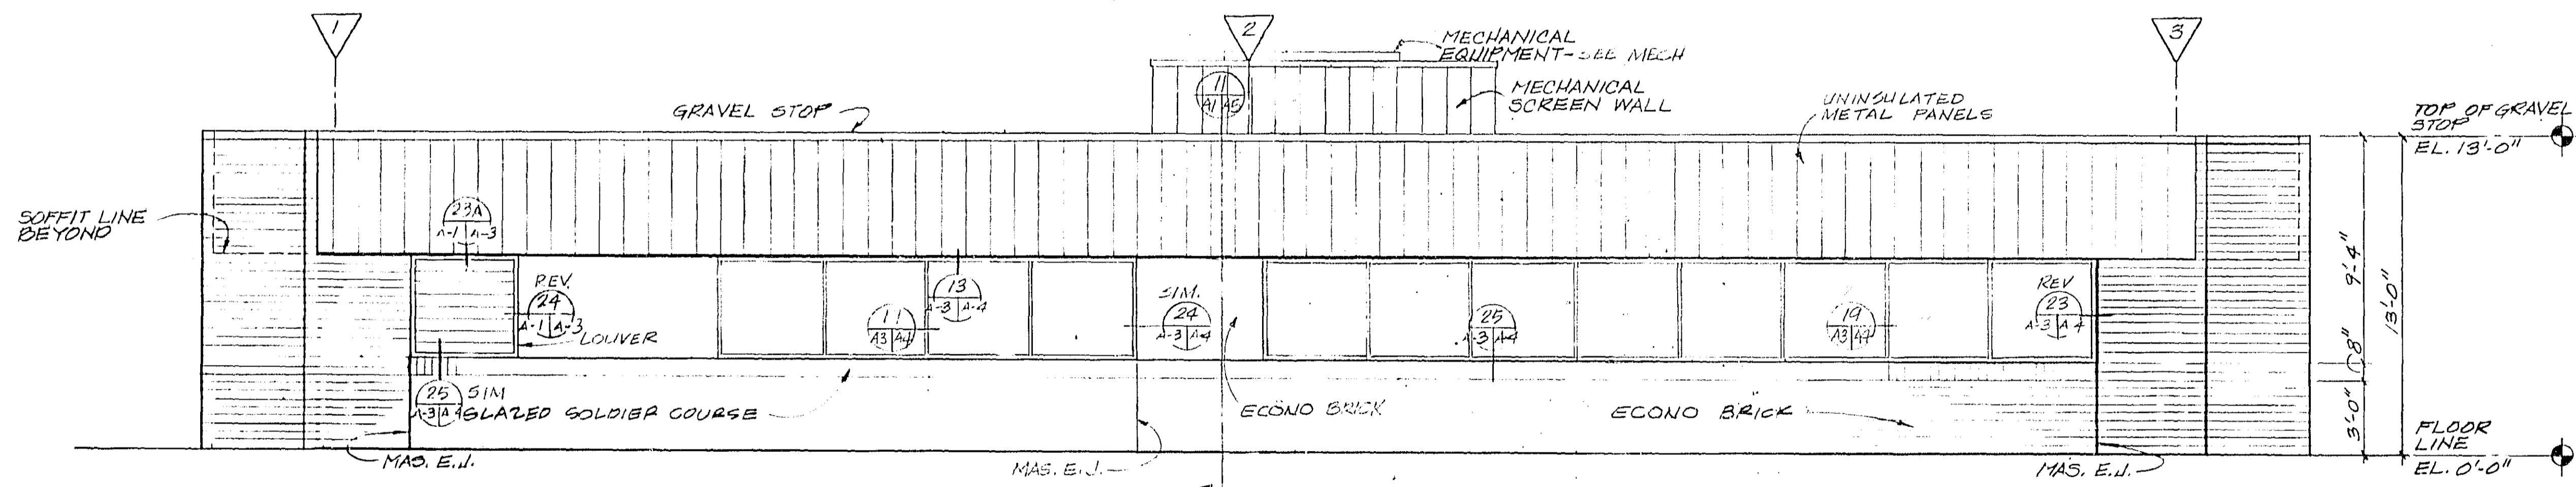 1
2
3
MECHANICAL
EQUIPMENT-SEE MECH
11
A1 A5
MECHANICAL
SCREEN WALL
GRAVEL STOP
UNINSULATED
METAL PANELS
TOP OF GRAVEL
STOP
EL. 13'-0"
SOFFIT LINE
BEYOND
23A
A-1 A-3
REV.
24
A-1 A-3
LOUVER
13
A-3 A-4
11
A3 A4
SIM.
24
A-3 A-4
25
A-3 A-4
19
A3 A4
REV
23
A-3 A-4
9'-4"
8"
3'-0"
13'-0"
25 SIM
A-3 A4
GLAZED SOLDIER COURSE
ECONO BRICK
ECONO BRICK
MAS. E.J.
MAS. E.J.
MAS. E.J.
FLOOR
LINE
EL. 0'-0"